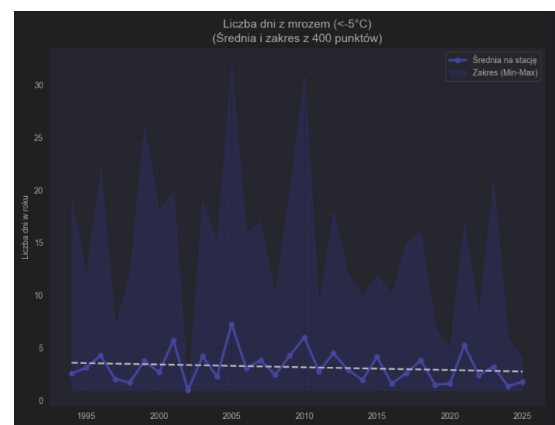 Liczba dni z mrozem (<-5°C)
(Średnia i zakres z 400 punktów)
Średnia na stację
Zakres (Min-Max)
Liczba dni w roku
30
25
20
15
10
5
0
1995
2000
2005
2010
2015
2020
2025